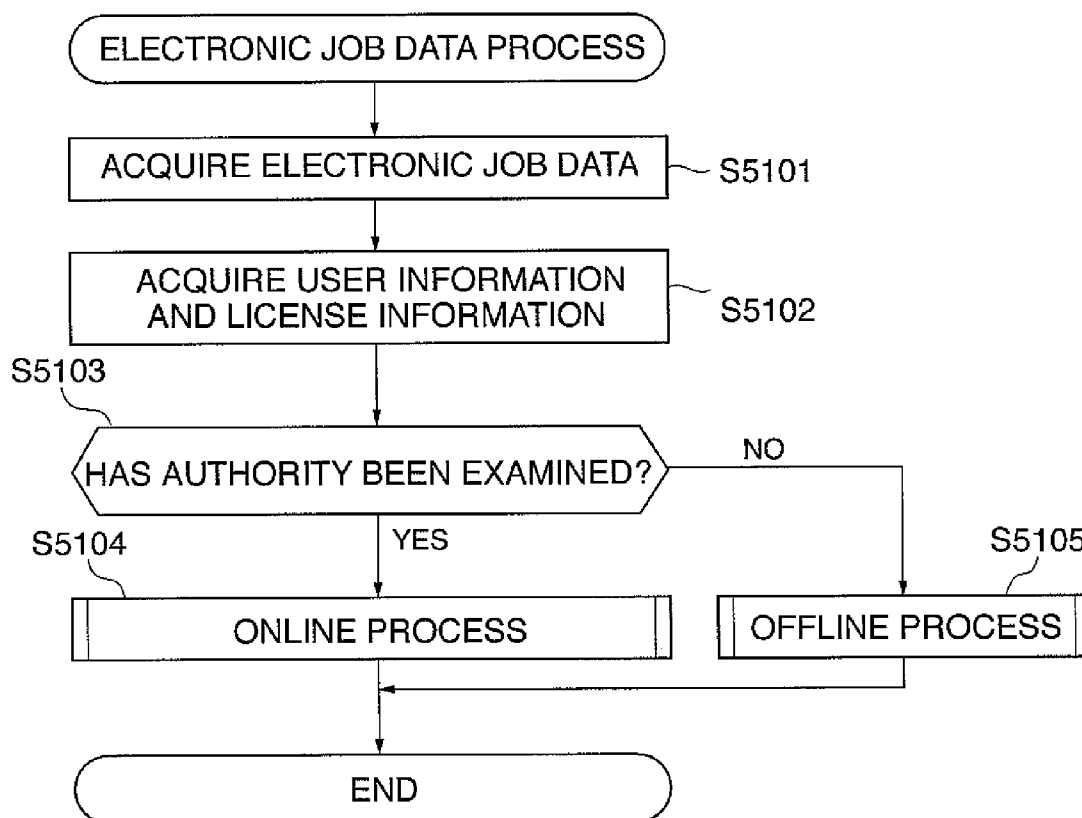 ELECTRONIC JOB DATA PROCESS
ACQUIRE ELECTRONIC JOB DATA
S5101
ACQUIRE USER INFORMATION
AND LICENSE INFORMATION
S5102
S5103
HAS AUTHORITY BEEN EXAMINED?
NO
YES
S5104
ONLINE PROCESS
S5105
OFFLINE PROCESS
END